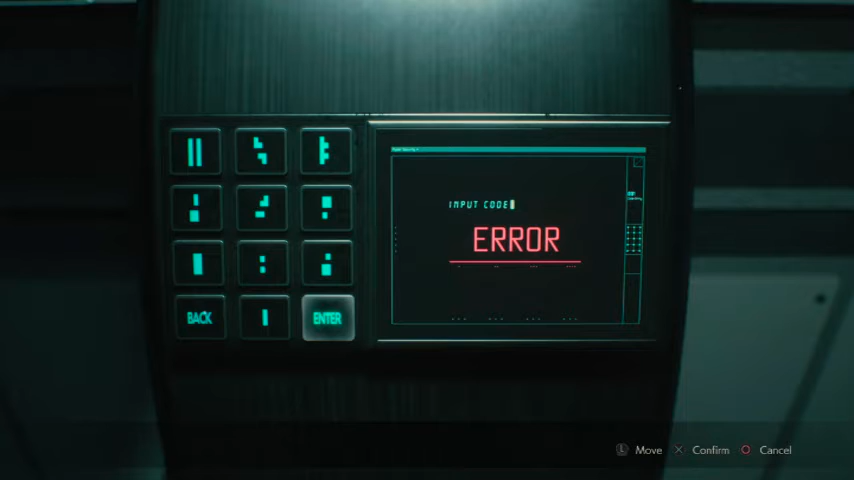 INPUT CODE
ERROR
BACK
ENTER
Move
Confirm
Cancel